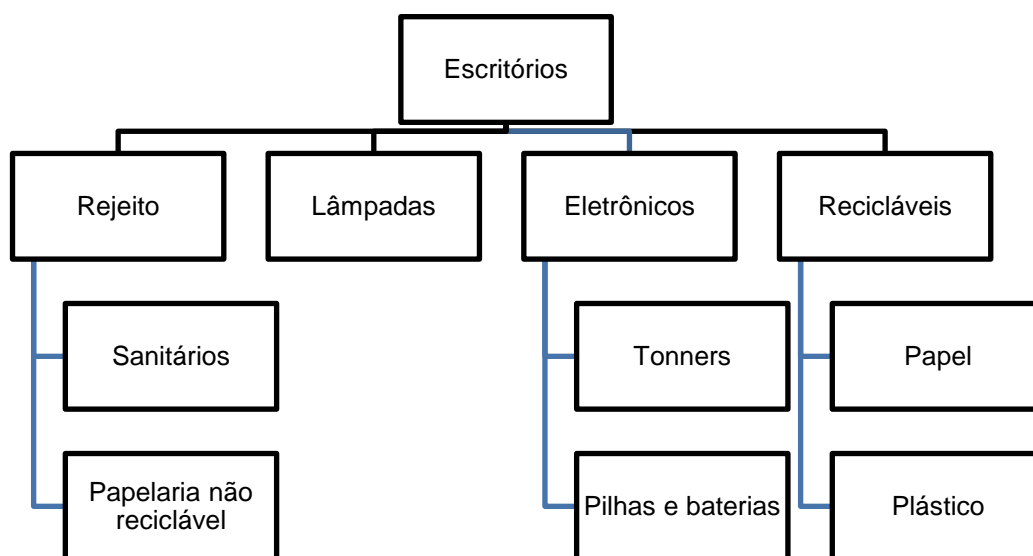 Escritórios
Rejeito
Lâmpadas
Eletrônicos
Recicláveis
Sanitários
Tonners
Papel
Papelaria não
reciclável
Pilhas e baterias
Plástico